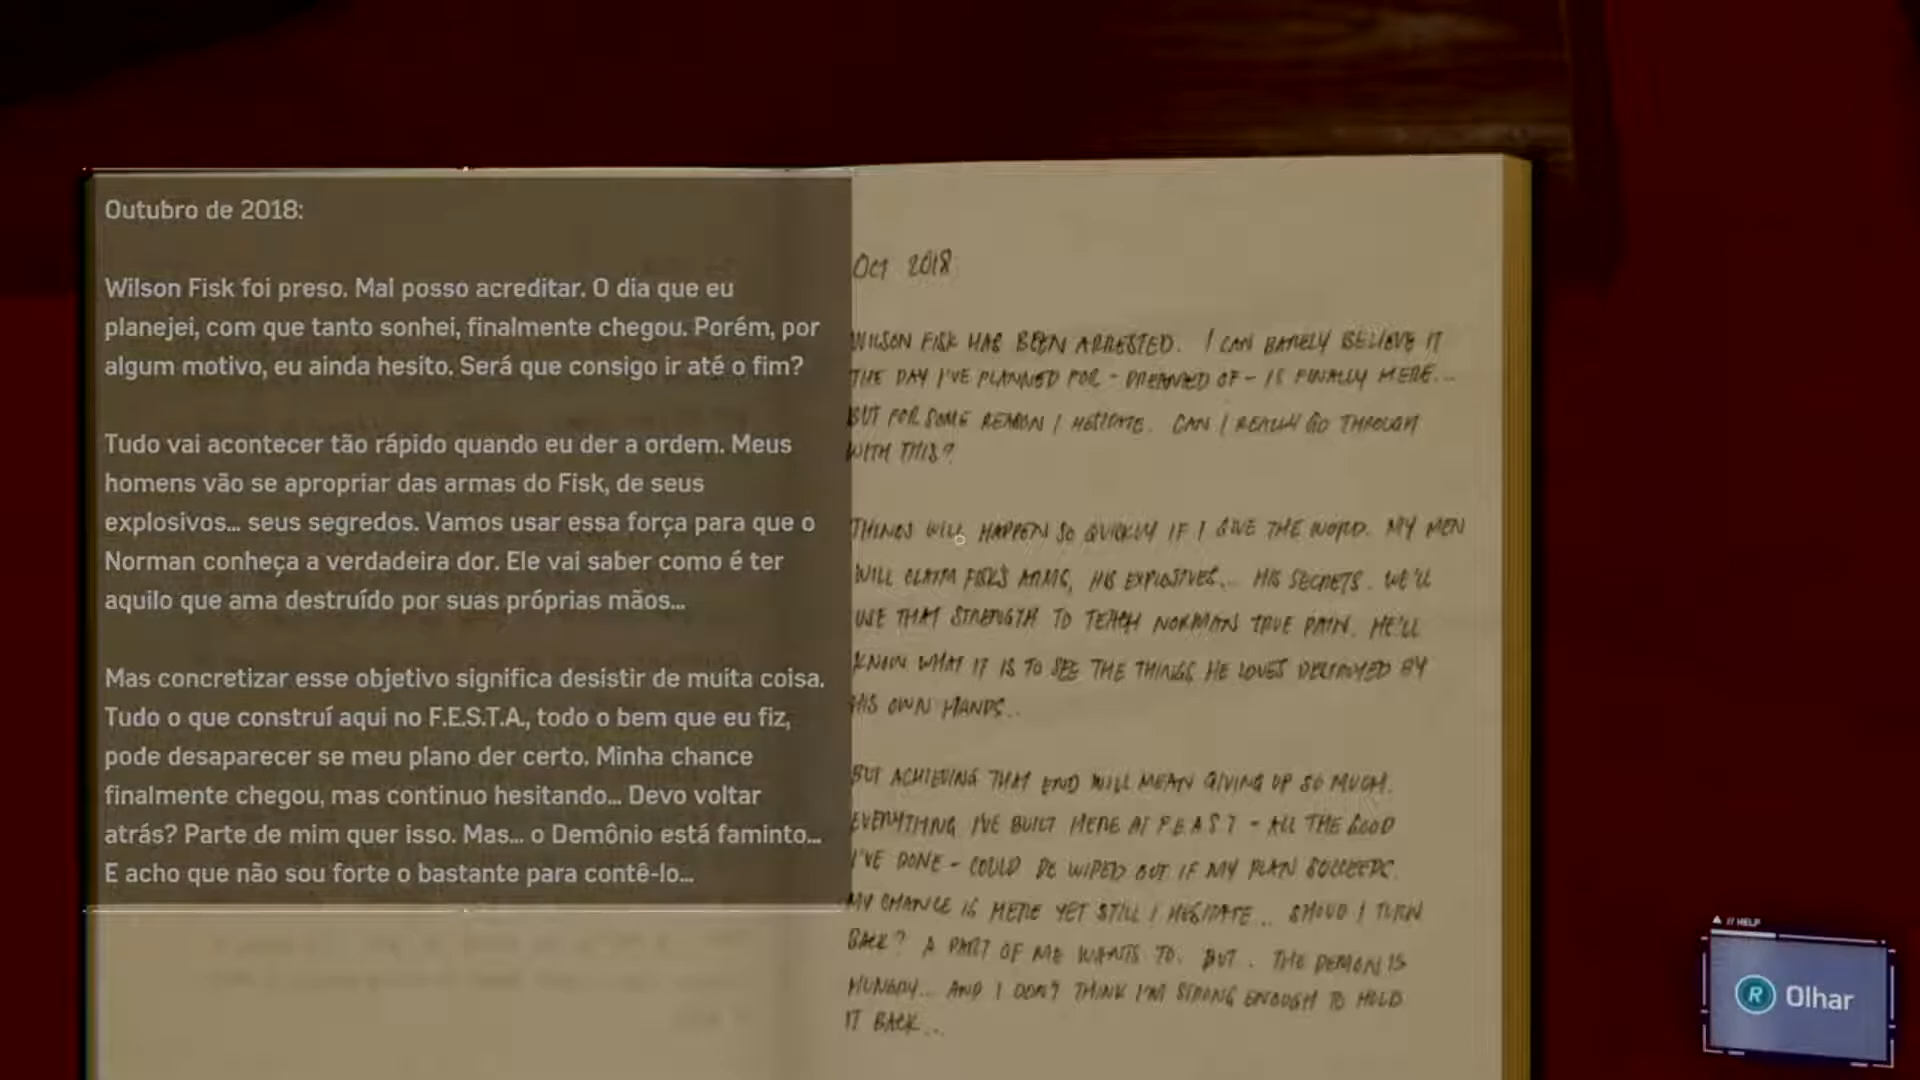 Outubro de 2018:
Wilson Fisk foi preso. Mal posso acreditar. O dia que eu
planejei, com que tanto sonhei, finalmente chegou. Porém, por
algum motivo, eu ainda hesito. Será que consigo ir até o fim?
Tudo vai acontecer tão rápido quando eu der a ordem. Meus
homens vão se apropriar das armas do Fisk, de seus
explosivos... seus segredos. Vamos usar essa força para que o
Norman conheça a verdadeira dor. Ele vai saber como é ter
aquilo que ama destruído por suas próprias mãos...
Mas concretizar esse objetivo significa desistir de muita coisa.
Tudo o que construí aqui no F.E.S.T.A., todo o bem que eu fiz,
pode desaparecer se meu plano der certo. Minha chance
finalmente chegou, mas continuo hesitando... Devo voltar
atrás? Parte de mim quer isso. Mas... o Demônio está faminto...
E acho que não sou forte o bastante para contê-lo...
OCT 2018
WILSON FISK HAS BEEN ARRESTED. I CAN BARELY BELIEVE IT
THE DAY I'VE PLANNED FOR - DREAMED OF - IS FINALLY HERE...
BUT FOR SOME REASON I HESITATE. CAN I REALLY GO THROUGH
WITH THIS?
THINGS WILL HAPPEN SO QUICKLY IF I GIVE THE WORD. MY MEN
WILL CLAIM FISK'S ARMS, HIS EXPLOSIVES... HIS SECRETS. WE'LL
USE THAT STRENGTH TO TEACH NORMAN TRUE PAIN. HE'LL
KNOW WHAT IT IS TO SEE THE THINGS HE LOVES DESTROYED BY
HIS OWN HANDS...
BUT ACHIEVING THAT END WILL MEAN GIVING UP SO MUCH.
EVERYTHING I'VE BUILT HERE AT F.E.A.S.T - ALL THE GOOD
I'VE DONE - COULD BE WIPED OUT IF MY PLAN SUCCEEDS.
MY CHANCE IS HERE YET STILL I HESITATE... SHOUD I TURN
BACK? A PART OF ME WANTS TO. BUT. THE DEMON IS
HUNGRY... AND I DON'T THINK I'M STRONG ENOUGH TO HOLD
IT BACK...
// HELP
R Olhar